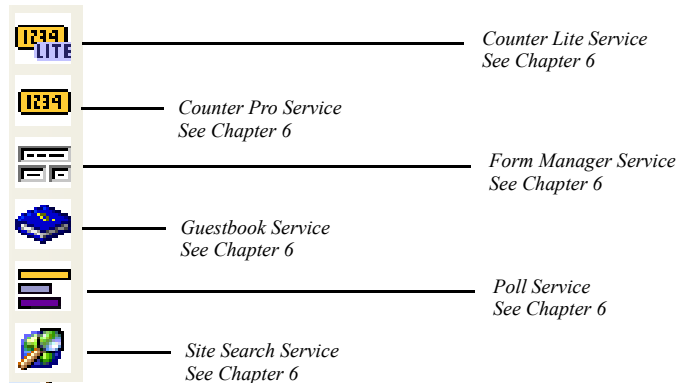 1234
LITE
Counter Lite Service
See Chapter 6
1234
Counter Pro Service
See Chapter 6
Form Manager Service
See Chapter 6
Guestbook Service
See Chapter 6
Poll Service
See Chapter 6
Site Search Service
See Chapter 6